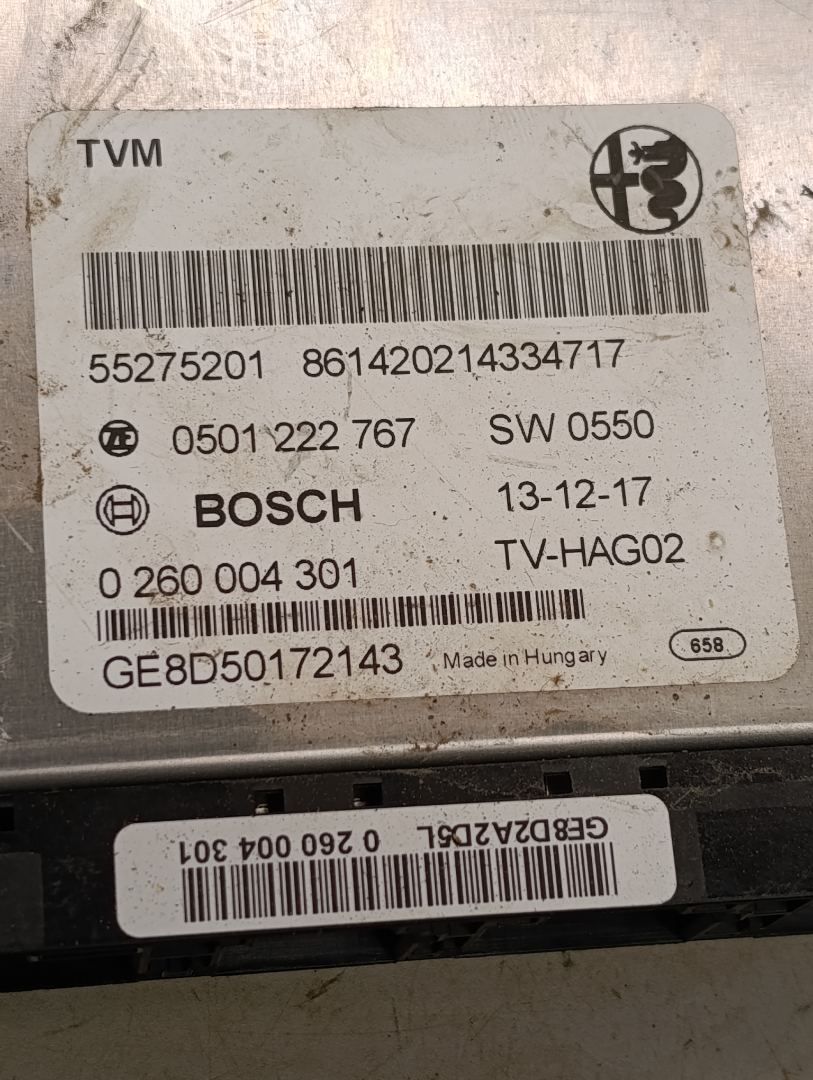 TVM
55275201 861420214334717
ZF 0501 222 767 SW 0550
BOSCH 13-12-17
0 260 004 301 TV-HAG02
GE8D50172143 Made in Hungary 658
GE8D2A2D5L 0 260 004 301